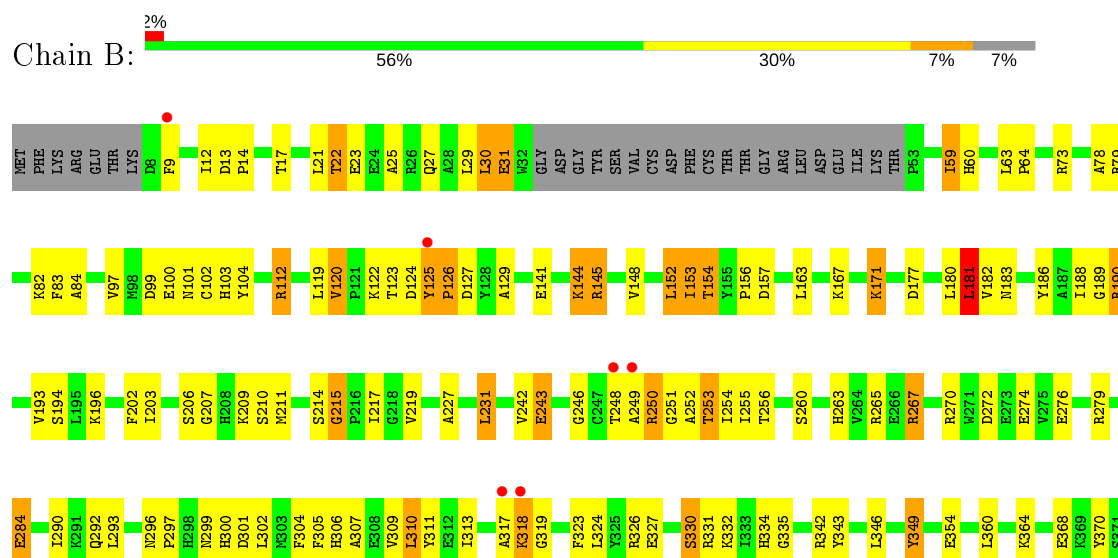 2%
Chain B:
56% 30% 7% 7%
MET PHE LYS ARG GLU THR LYS D8 F9 I12 D13 P14 T17 L21 T22 E23 E24 A25 R26 Q27 A28 L29 L30 E31 W32 GLY ASP GLY TYR SER VAL CYS ASP PHE CYS THR THR GLY ARG LEU ASP GLU ILE LYS THR P53 I59 H60 L63 P64 R73 A78
K82 F83 A84 V97 M98 D99 E100 N101 C102 H103 Y104 R112 L119 V120 P121 K122 T123 D124 Y125 P126 D127 Y128 A129 E141 K144 R145 V148 L152 I153 T154 Y155 P156 D157 L163 K167 K171 D177 L180 L181 V182 N183 Y186 A187 I188 G189
V193 S194 L195 K196 F202 I203 S206 G207 H208 K209 S210 M211 S214 G215 P216 I217 G218 V219 A227 L231 V242 E243 G246 C247 T248 A249 R250 G251 A252 T253 I254 I255 T256 S260 H263 V264 R265 E266 R267 R270 W271 D272 E273 E274 V275 E276 R279
E284 I290 K291 Q292 L293 N296 P297 H298 N299 H300 D301 L302 M303 F304 F305 H306 A307 E308 V309 L310 Y311 E312 I313 A317 K318 G319 F323 L324 Y325 R326 E327 S330 R331 K332 I333 H334 G335 R342 Y343 L346 Y349 E354 L360 K364 E368 K369 Y370